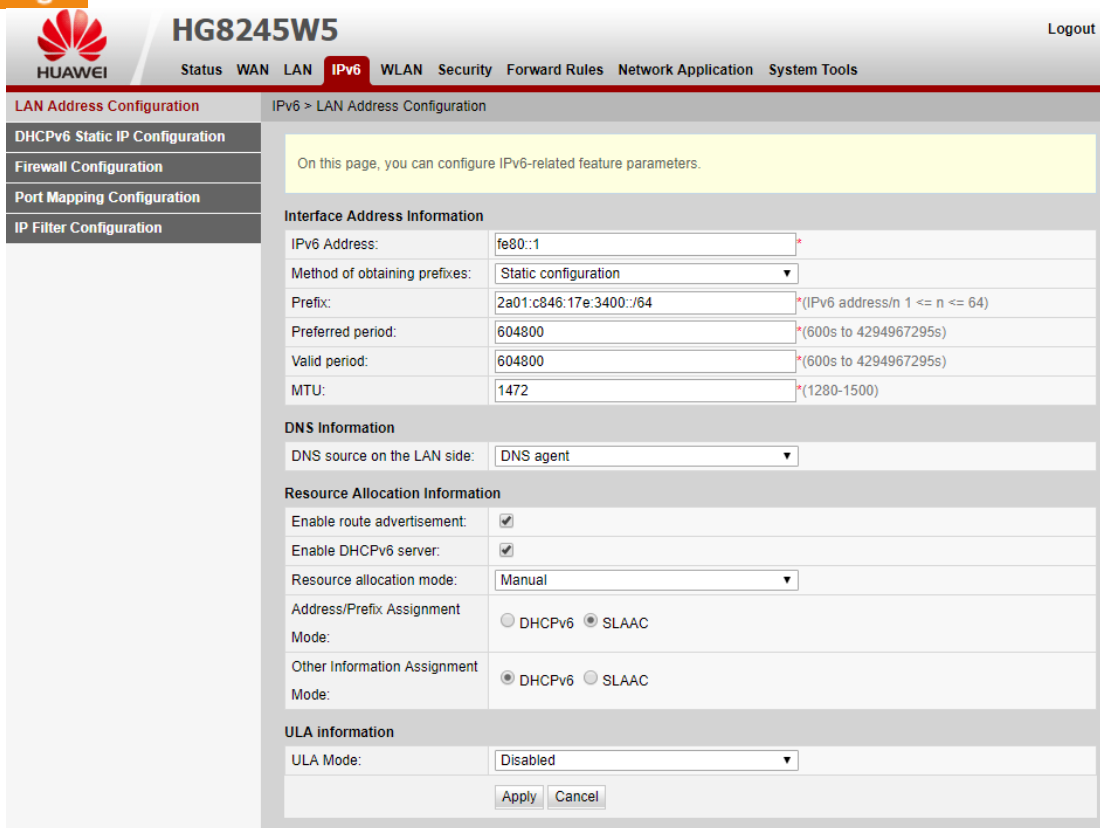 HG8245W5
Logout
HUAWEI
Status WAN LAN IPv6 WLAN Security Forward Rules Network Application System Tools
LAN Address Configuration
IPv6 > LAN Address Configuration
DHCPv6 Static IP Configuration
Firewall Configuration
Port Mapping Configuration
IP Filter Configuration
On this page, you can configure IPv6-related feature parameters.
Interface Address Information
IPv6 Address: fe80::1 *
Method of obtaining prefixes: Static configuration
Prefix: 2a01:c846:17e:3400::/64 *(IPv6 address/n 1 <= n <= 64)
Preferred period: 604800 *(600s to 4294967295s)
Valid period: 604800 *(600s to 4294967295s)
MTU: 1472 *(1280-1500)
DNS Information
DNS source on the LAN side: DNS agent
Resource Allocation Information
Enable route advertisement:
Enable DHCPv6 server:
Resource allocation mode: Manual
Address/Prefix Assignment
Mode:
DHCPv6 SLAAC
Other Information Assignment
Mode:
DHCPv6 SLAAC
ULA information
ULA Mode: Disabled
Apply Cancel